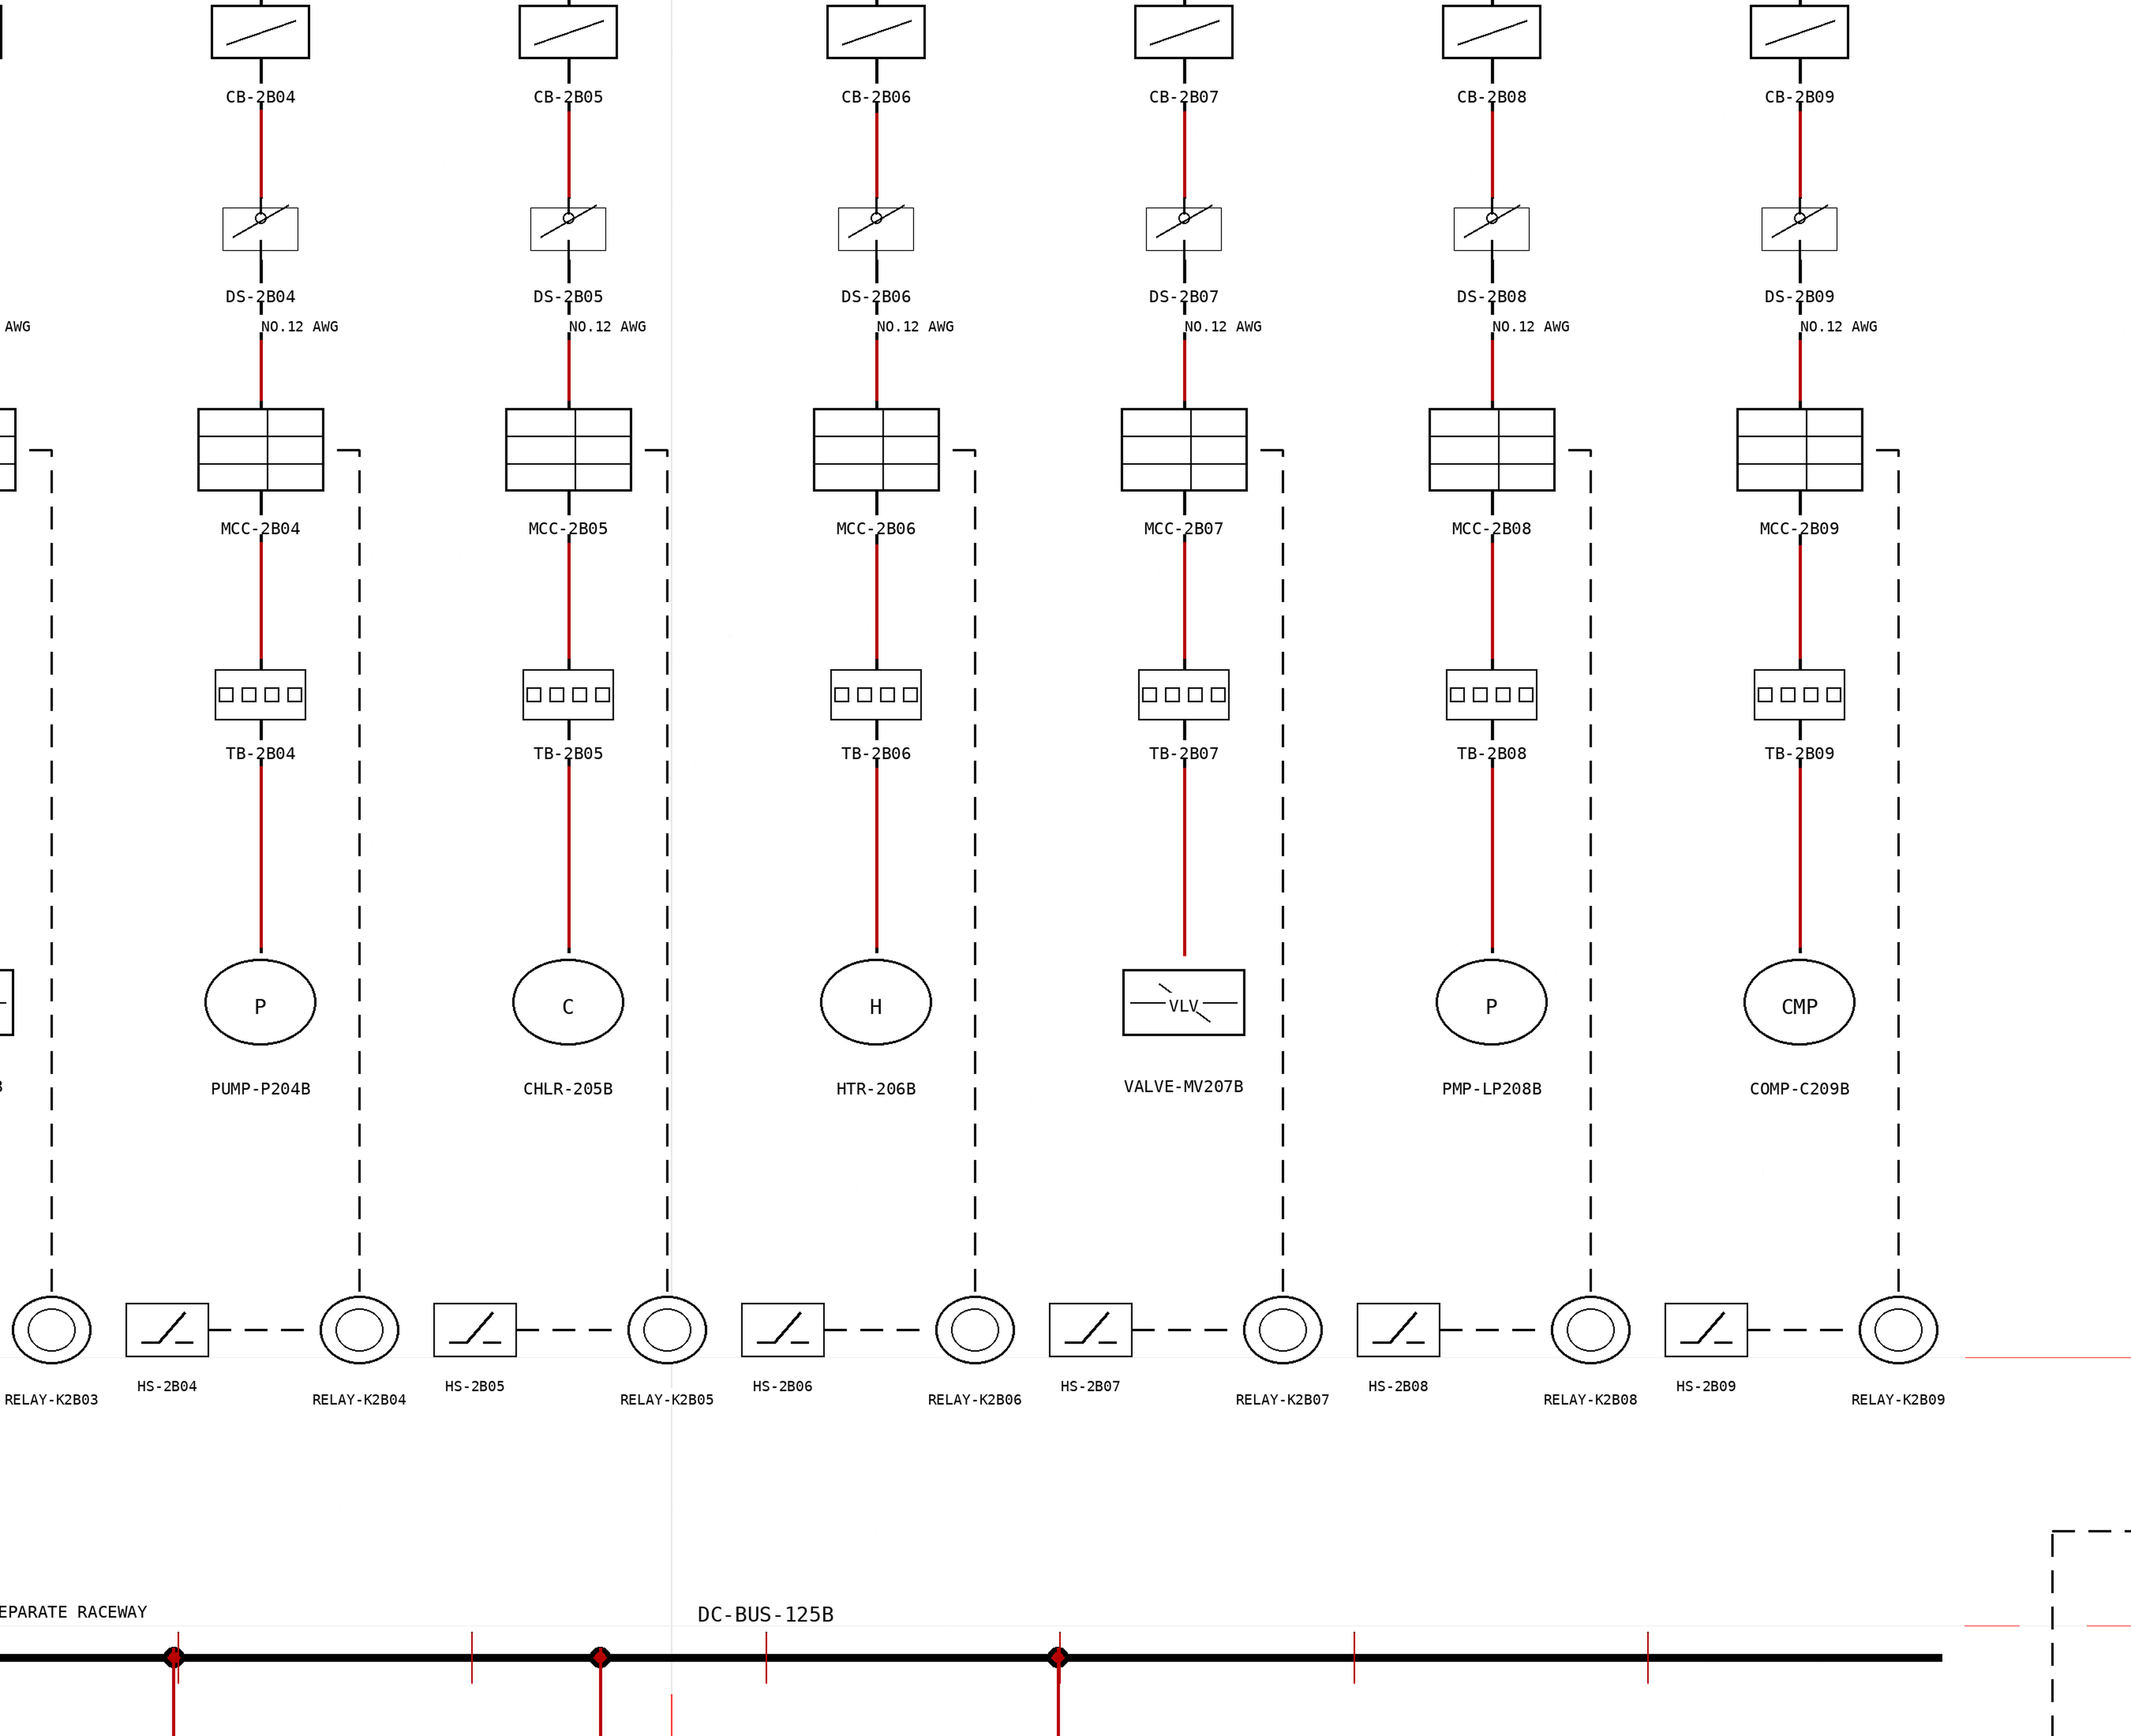 CB-2B04 CB-2B05 CB-2B06 CB-2B07 CB-2B08 CB-2B09
DS-2B04 DS-2B05 DS-2B06 DS-2B07 DS-2B08 DS-2B09
AWG NO.12 AWG NO.12 AWG NO.12 AWG NO.12 AWG NO.12 AWG NO.12 AWG
MCC-2B04 MCC-2B05 MCC-2B06 MCC-2B07 MCC-2B08 MCC-2B09
TB-2B04 TB-2B05 TB-2B06 TB-2B07 TB-2B08 TB-2B09
P C H VLV P CMP
PUMP-P204B CHLR-205B HTR-206B VALVE-MV207B PMP-LP208B COMP-C209B
HS-2B04 HS-2B05 HS-2B06 HS-2B07 HS-2B08 HS-2B09
RELAY-K2B03 RELAY-K2B04 RELAY-K2B05 RELAY-K2B06 RELAY-K2B07 RELAY-K2B08 RELAY-K2B09
EPARATE RACEWAY DC-BUS-125B